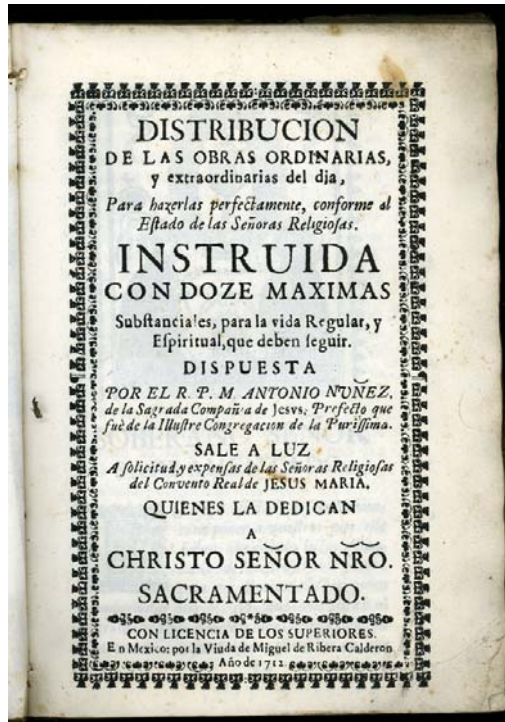 DISTRIBUCION
DE LAS OBRAS ORDINARIAS,
y extraordinarias del dja,
Para hazerlas perfectamente, conforme al
Eſtado de las Señoras Religioſas.
INSTRUIDA
CON DOZE MAXIMAS
Subſtanciales, para la vida Regular, y
Eſpiritual, que deben ſeguir.
DISPUESTA
POR EL R. P. M. ANTONIO NUÑEZ,
de la Sagrada Compañia de Jesvs, Prefecto que
fuè de la Illuſtre Congregacion de la Puriſſima.
SALE A LUZ
A ſolicitud, y expenſas de las Señoras Religioſas
del Convento Real de JESUS MARIA.
QUIENES LA DEDICAN
A
CHRISTO SEÑOR NRO.
SACRAMENTADO.
CON LICENCIA DE LOS SUPERIORES.
En Mexico: por la Viuda de Miguel de Ribera Calderon
Año de 1712